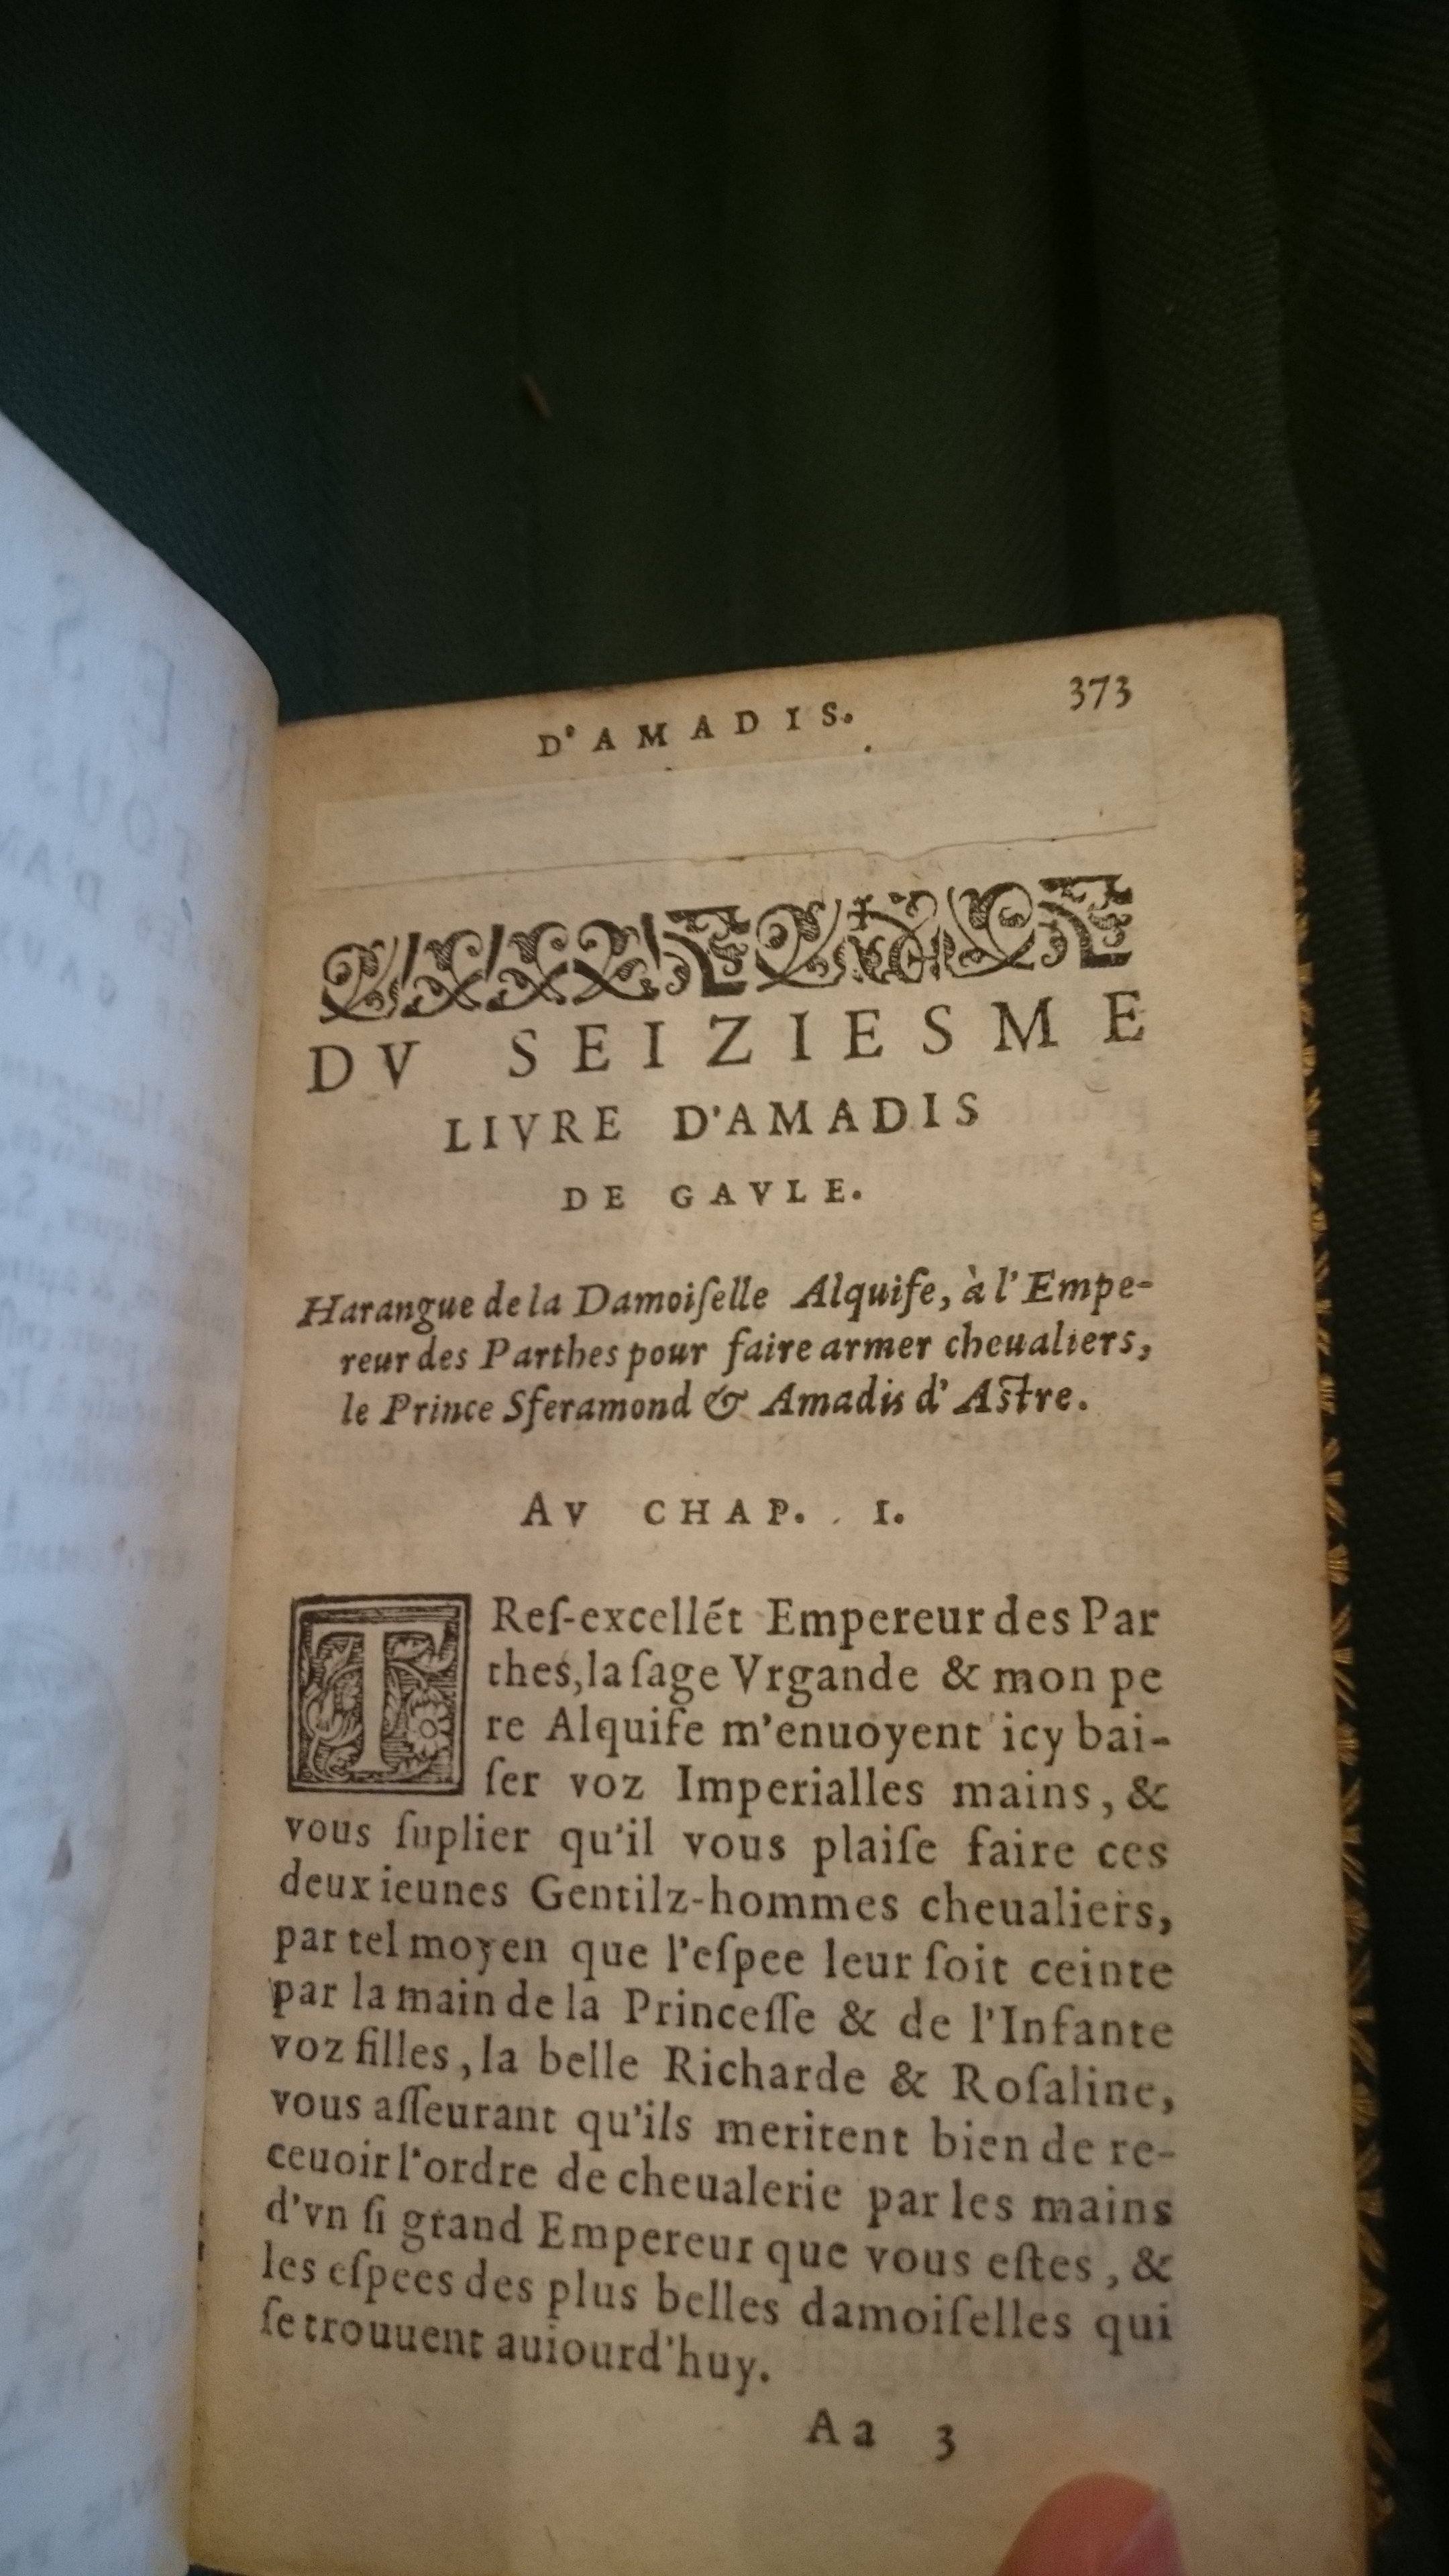 D'AMADIS.
373
DV SEIZIESME
LIVRE D'AMADIS
DE GAVLE.
Harangue de la Damoiſelle Alquife, à l'Empe-
reur des Parthes pour faire armer cheualiers,
le Prince Sferamond & Amadis d'Aſtre.
AV CHAP. I.
TReſ-excellét Empereur des Par
thes, la ſage Vrgande & mon pe
re Alquife m'enuoyent icy bai-
ſer voz Imperialles mains, &
vous ſuplier qu'il vous plaiſe faire ces
deux ieunes Gentilz-hommes cheualiers,
par tel moyen que l'eſpee leur ſoit ceinte
par la main de la Princeſſe & de l'Infante
voz filles, la belle Richarde & Roſaline,
vous aſſeurant qu'ils meritent bien de re-
ceuoir l'ordre de cheualerie par les mains
d'vn ſi grand Empereur que vous eſtes, &
les eſpees des plus belles damoiſelles qui
ſe trouuent auiourd'huy.
Aa 3